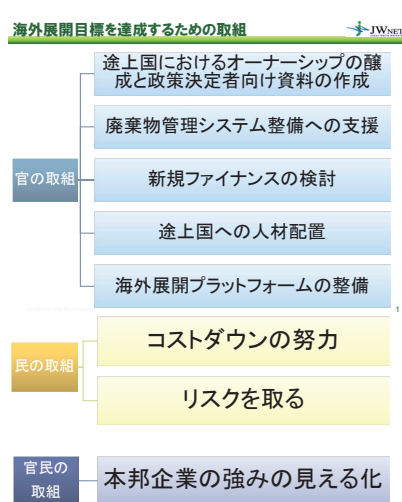 海外展開目標を達成するための取組
JWNET
途上国におけるオーナーシップの醸
成と政策決定者向け資料の作成
廃棄物管理システム整備への支援
官の取組
新規ファイナンスの検討
途上国への人材配置
海外展開プラットフォームの整備
1
コストダウンの努力
民の取組
リスクを取る
官民の
取組
本邦企業の強みの見える化